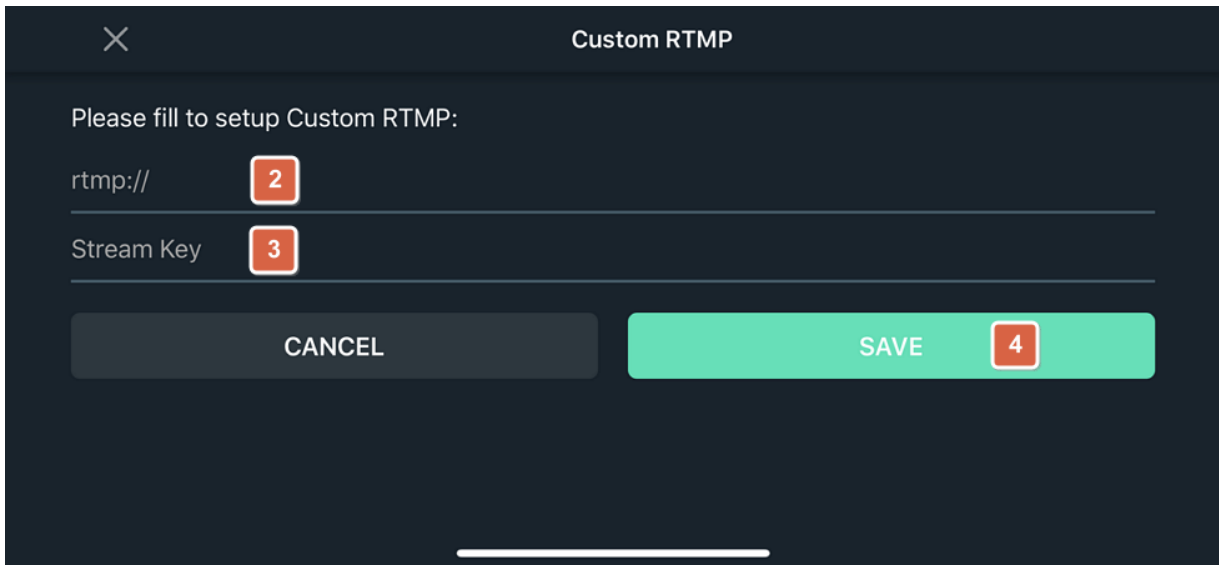 Custom RTMP
Please fill to setup Custom RTMP:
rtmp:// 2
Stream Key 3
CANCEL SAVE 4